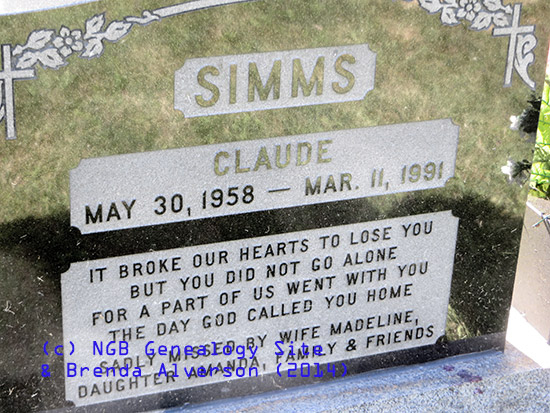 SIMMS
CLAUDE
MAY 30, 1958 — MAR. 11, 1991
IT BROKE OUR HEARTS TO LOSE YOU
BUT YOU DID NOT GO ALONE
FOR A PART OF US WENT WITH YOU
THE DAY GOD CALLED YOU HOME
SADLY MISSED BY WIFE MADELINE,
DAUGHTER AMANDA, FAMILY & FRIENDS
(c) NGB Genealogy Site
& Brenda Alverson (2014)